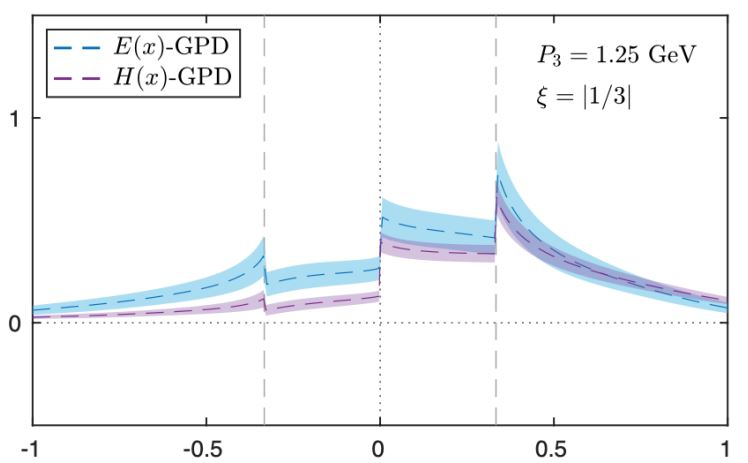 E(x)-GPD
H(x)-GPD
P₃ = 1.25 GeV
ξ = |1/3|
1
0
-1 -0.5 0 0.5 1